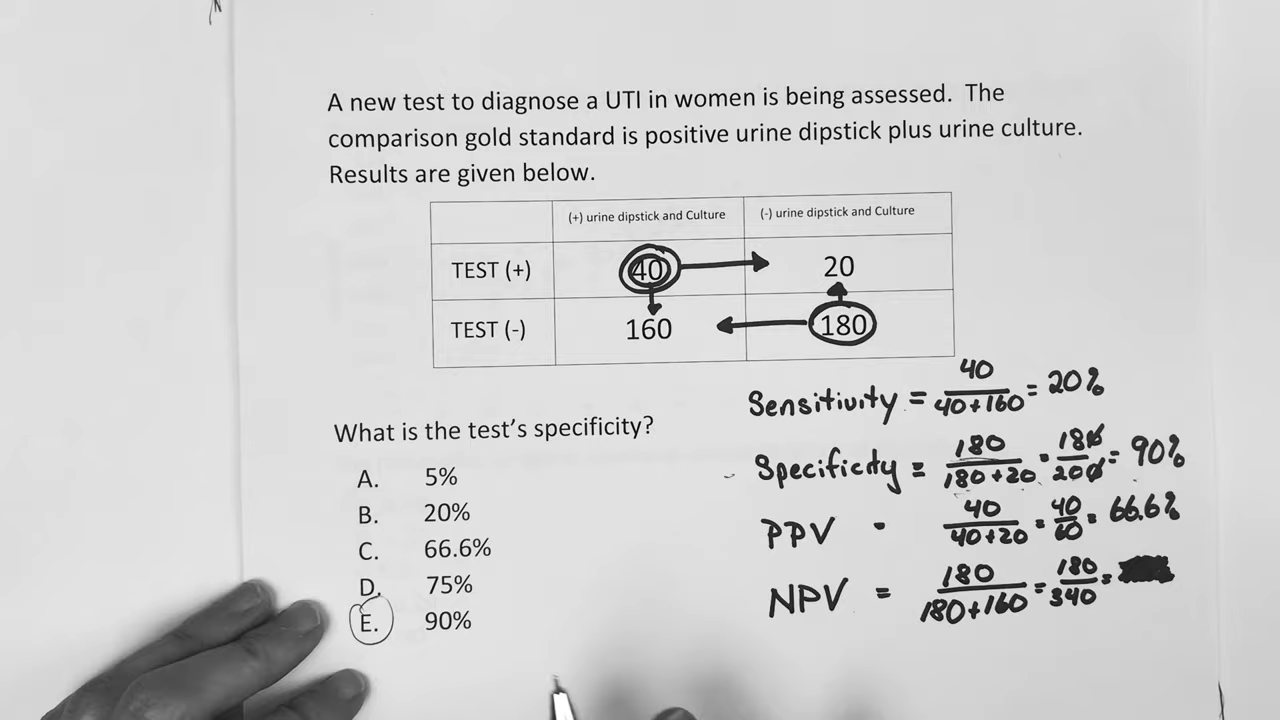 A new test to diagnose a UTI in women is being assessed. The
comparison gold standard is positive urine dipstick plus urine culture.
Results are given below.
(+) urine dipstick and Culture (-) urine dipstick and Culture
TEST (+) 40 20
TEST (-) 160 180
What is the test's specificity?
A. 5%
B. 20%
C. 66.6%
D. 75%
E. 90%
Sensitivity = 40 / 40+160 = 20%
Specificity = 180 / 180+20 = 180 / 200 = 90%
PPV = 40 / 40+20 = 40 / 60 = 66.6%
NPV = 180 / 180+160 = 180 / 340 =